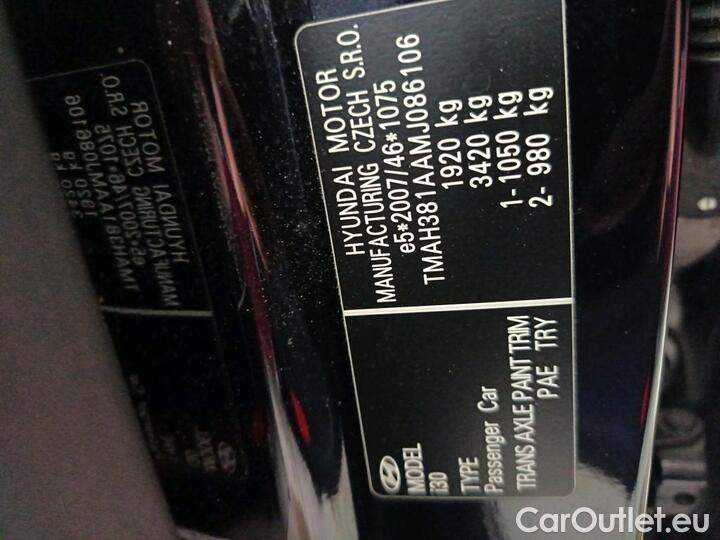 HYUNDAI MOTOR
MANUFACTURING CZECH S.R.O.
e5*2007/46*1075
TMAH381AAMJ086106
1920 kg
3420 kg
1- 1050 kg
2- 980 kg
MODEL
i30
TYPE
Passenger Car
TRANS AXLE PAINT TRIM
PAE TRY
CarOutlet.eu